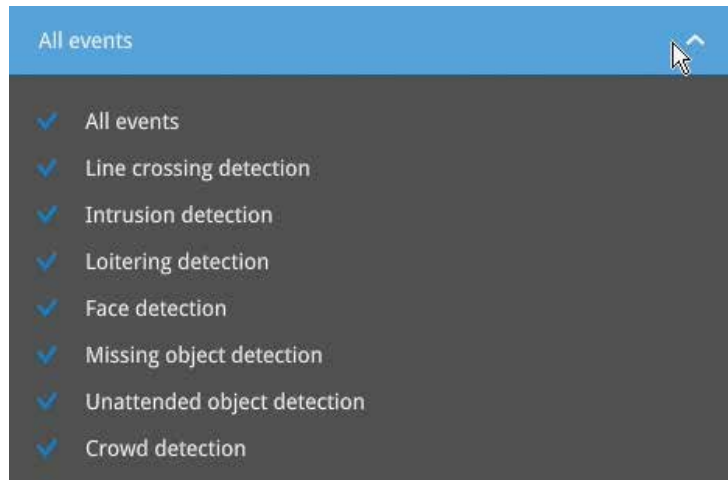 All events
All events
Line crossing detection
Intrusion detection
Loitering detection
Face detection
Missing object detection
Unattended object detection
Crowd detection